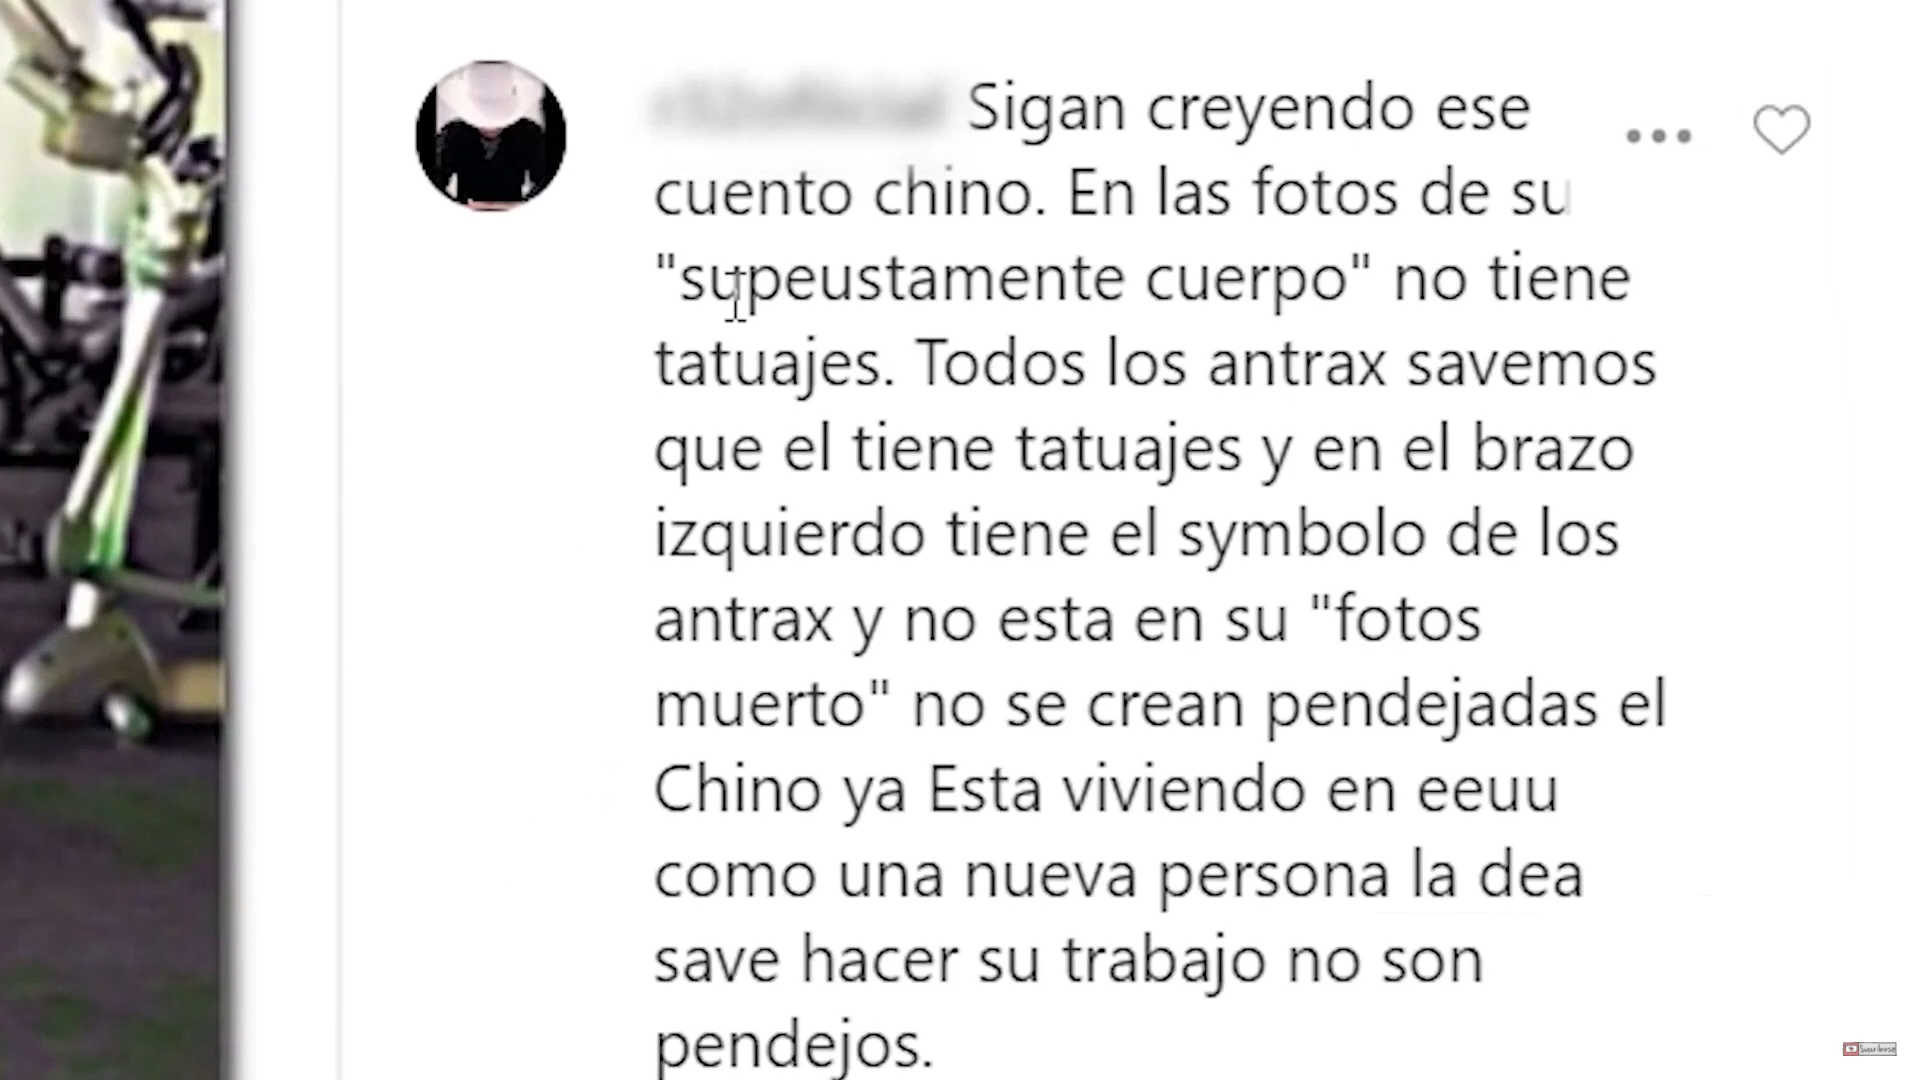 Sigan creyendo ese
cuento chino. En las fotos de su
"supeustamente cuerpo" no tiene
tatuajes. Todos los antrax savemos
que el tiene tatuajes y en el brazo
izquierdo tiene el symbolo de los
antrax y no esta en su "fotos
muerto" no se crean pendejadas el
Chino ya Esta viviendo en eeuu
como una nueva persona la dea
save hacer su trabajo no son
pendejos.